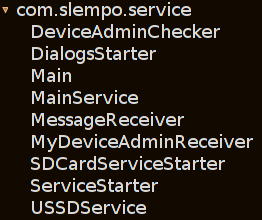 com.slempo.service
DeviceAdminChecker
DialogsStarter
Main
MainService
MessageReceiver
MyDeviceAdminReceiver
SDCardServiceStarter
ServiceStarter
USSDService